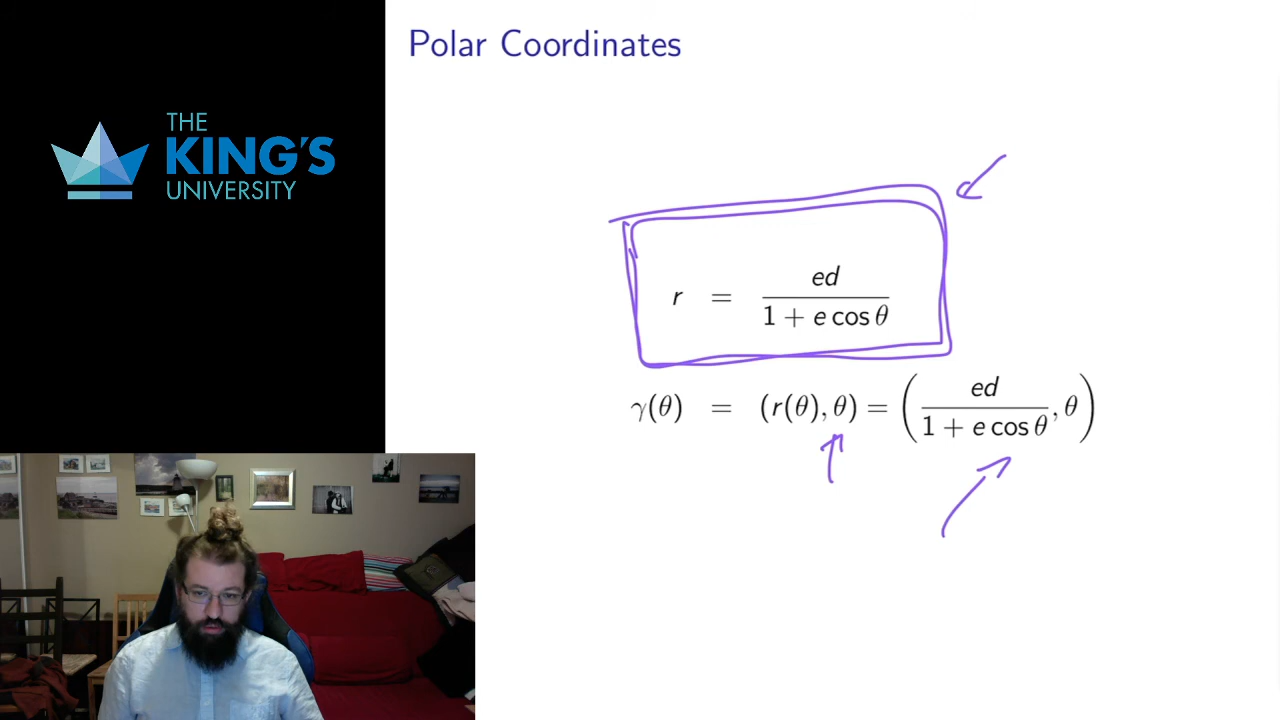 Polar Coordinates
THE
KING'S
UNIVERSITY
r = ed / (1 + e cos θ)
γ(θ) = (r(θ), θ) = (ed / (1 + e cos θ), θ)